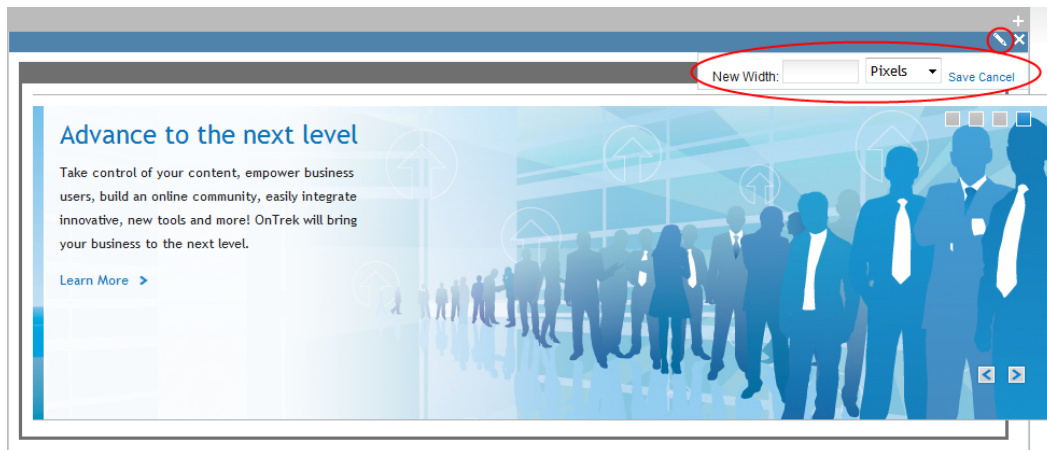 New Width: Pixels Save Cancel
Advance to the next level
Take control of your content, empower business
users, build an online community, easily integrate
innovative, new tools and more! OnTrek will bring
your business to the next level.
Learn More >